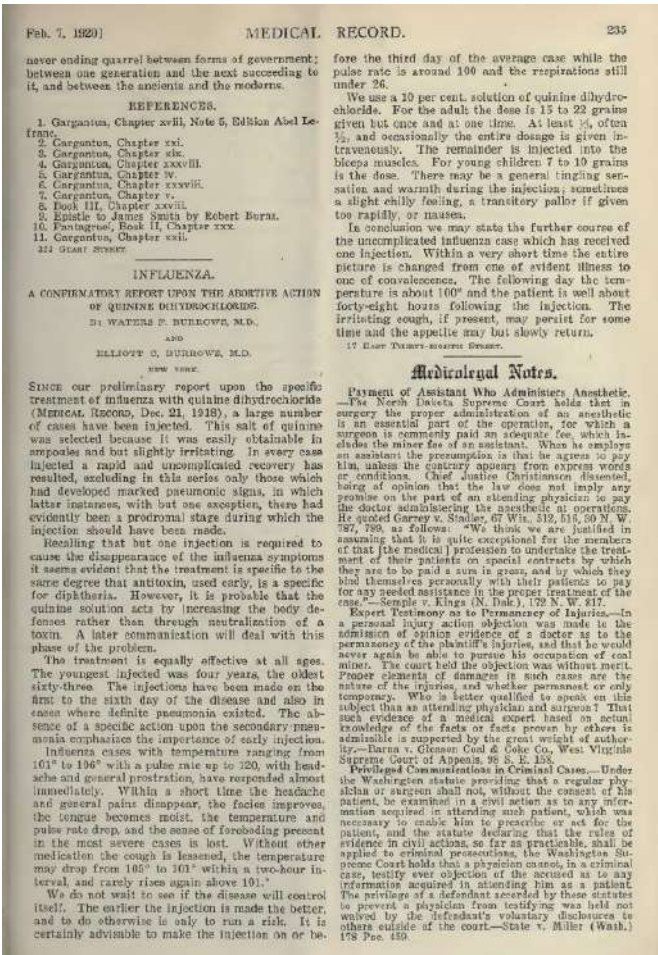 Feb. 7, 1920]
MEDICAL RECORD.
235
never ending quarrel between forms of government;
between one generation and the next succeeding to
it, and between the ancients and the moderns.
REFERENCES.
1. Gargantua, Chapter xviii, Note 5, Edition Abel Le-
franc.
2. Gargantua, Chapter xxi.
3. Gargantua, Chapter xix.
4. Gargantua, Chapter xxxviii.
5. Gargantua, Chapter iv.
6. Gargantua, Chapter xxxviii.
7. Gargantua, Chapter v.
8. Book III, Chapter xxviii.
9. Epistle to James Smith by Robert Burns.
10. Pantagruel, Book II, Chapter xxx.
11. Gargantua, Chapter xxii.
GEARY STREET.
INFLUENZA.
A CONFIRMATORY REPORT UPON THE ABORTIVE ACTION
OF QUININE DIHYDROCHLORIDE.
BY WATERS F. BURROWS, M.D.,
AND
ELLIOTT C. BURROWS, M.D.
NEW YORK.
SINCE our preliminary report upon the specific
treatment of influenza with quinine dihydrochloride
(MEDICAL RECORD, Dec. 21, 1918), a large number
of cases have been injected. This salt of quinine
was selected because it was easily obtainable in
ampoules and but slightly irritating. In every case
injected a rapid and uncomplicated recovery has
resulted, excluding in this series only those which
had developed marked pneumonic signs, in which
latter instances, with but one exception, there had
evidently been a prodromal stage during which the
injection should have been made.
Recalling that but one injection is required to
cause the disappearance of the influenza symptoms
it seems evident that the treatment is specific to the
same degree that antitoxin, used early, is a specific
for diphtheria. However, it is probable that the
quinine solution acts by increasing the body de-
fenses rather than through neutralization of a
toxin. A later communication will deal with this
phase of the problem.
The treatment is equally effective at all ages.
The youngest injected was four years, the oldest
sixty-three. The injections have been made on the
first to the sixth day of the disease and also in
cases where definite pneumonia existed. The ab-
sence of a specific action upon the secondary pneu-
monia emphasizes the importance of early injection.
Influenza cases with temperature ranging from
101° to 106° with a pulse rate up to 120, with head-
ache and general prostration, have responded almost
immediately. Within a short time the headache
and general pains disappear, the facies improves,
the tongue becomes moist, the temperature and
pulse rate drop, and the sense of foreboding present
in the most severe cases is lost. Without other
medication the cough is lessened, the temperature
may drop from 105° to 101° within a two-hour in-
terval, and rarely rises again above 101.°
We do not wait to see if the disease will control
itself. The earlier the injection is made the better,
and to do otherwise is only to run a risk. It is
certainly advisable to make the injection on or be-
fore the third day of the average case while the
pulse rate is around 100 and the respirations still
under 26.
We use a 10 per cent. solution of quinine dihydro-
chloride. For the adult the dose is 15 to 22 grains
given but once and at one time. At least ⅓, often
½, and occasionally the entire dosage is given in-
travenously. The remainder is injected into the
biceps muscles. For young children 7 to 10 grains
is the dose. There may be a general tingling sen-
sation and warmth during the injection; sometimes
a slight chilly feeling, a transitory pallor if given
too rapidly, or nausea.
In conclusion we may state the further course of
the uncomplicated influenza case which has received
one injection. Within a very short time the entire
picture is changed from one of evident illness to
one of convalescence. The following day the tem-
perature is about 100° and the patient is well about
forty-eight hours following the injection. The
irritating cough, if present, may persist for some
time and the appetite may but slowly return.
17 EAST THIRTY-EIGHTH STREET.
Medicolegal Notes.
Payment of Assistant Who Administers Anesthetic.
—The North Dakota Supreme Court holds that in
surgery the proper administration of an anesthetic
is an essential part of the operation, for which a
surgeon is commonly paid an adequate fee, which in-
cludes the minor fee of an assistant. When he employs
an assistant the presumption is that he agrees to pay
him, unless the contrary appears from express words
or conditions. Chief Justice Christianson dissented,
being of opinion that the law does not imply any
promise on the part of an attending physician to pay
the doctor administering the anesthetic at operations.
He quoted Garrey v. Stadler, 67 Wis., 512, 516, 30 N. W.
787, 789, as follows: "We think we are justified in
assuming that it is quite exceptional for the members
of that [the medical] profession to undertake the treat-
ment of their patients on special contracts by which
they are to be paid a sum in gross, and by which they
bind themselves personally with their patients to pay
for any needed assistance in the proper treatment of the
case."—Semple v. Kings (N. Dak.), 172 N. W. 817.
Expert Testimony as to Permanency of Injuries.—In
a personal injury action objection was made to the
admission of opinion evidence of a doctor as to the
permanency of the plaintiff's injuries, and that he would
never again be able to pursue his occupation of coal
miner. The court held the objection was without merit.
Proper elements of damages in such cases are the
nature of the injuries, and whether permanent or only
temporary. Who is better qualified to speak on this
subject than an attending physician and surgeon? That
such evidence of a medical expert based on actual
knowledge of the facts or facts proven by others is
admissible is supported by the great weight of author-
ity.—Barna v. Gleason Coal & Coke Co., West Virginia
Supreme Court of Appeals, 98 S. E. 158.
Privileged Communications in Criminal Cases.—Under
the Washington statute providing that a regular phy-
sician or surgeon shall not, without the consent of his
patient, be examined in a civil action as to any infor-
mation acquired in attending such patient, which was
necessary to enable him to prescribe or act for the
patient, and the statute declaring that the rules of
evidence in civil actions, so far as practicable, shall be
applied to criminal prosecutions, the Washington Su-
preme Court holds that a physician cannot, in a criminal
case, testify over objection of the accused as to any
information acquired in attending him as a patient.
The privilege of a defendant accorded by these statutes
to prevent a physician from testifying was held not
waived by the defendant's voluntary disclosures to
others outside of the court.—State v. Miller (Wash.)
178 Pac. 459.